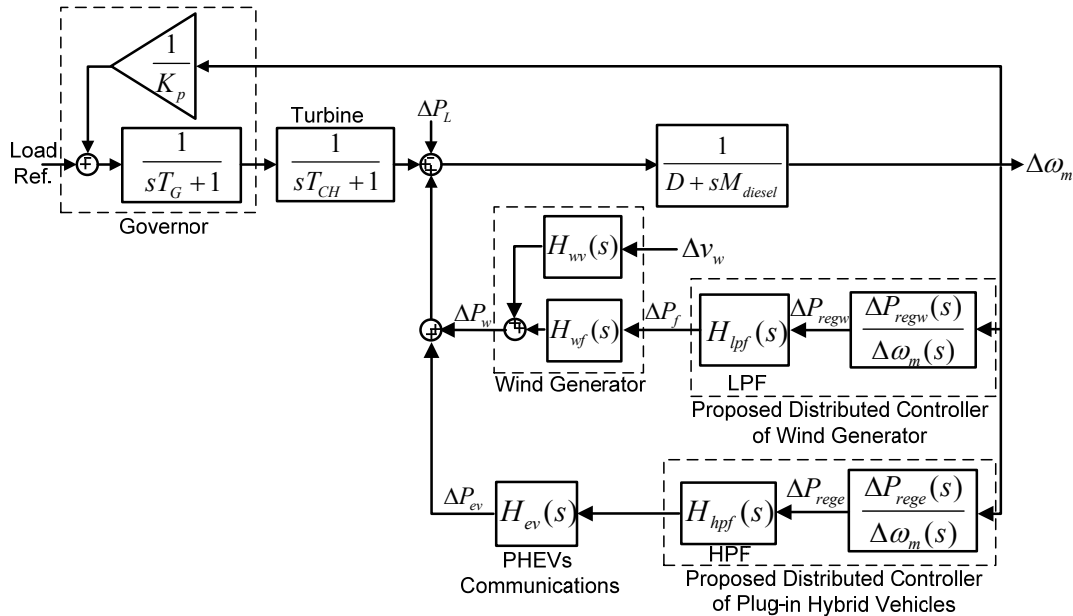 1
K_p
Load
Ref.
1
sT_G + 1
Governor
Turbine
1
sT_CH + 1
ΔP_L
1
D + sM_diesel
Δω_m
H_wv(s)
Δv_w
ΔP_w
H_wf(s)
Wind Generator
ΔP_f
H_lpf(s)
LPF
ΔP_regw
ΔP_regw(s)
Δω_m(s)
Proposed Distributed Controller
of Wind Generator
ΔP_ev
H_ev(s)
PHEVs
Communications
H_hpf(s)
HPF
ΔP_rege
ΔP_rege(s)
Δω_m(s)
Proposed Distributed Controller
of Plug-in Hybrid Vehicles